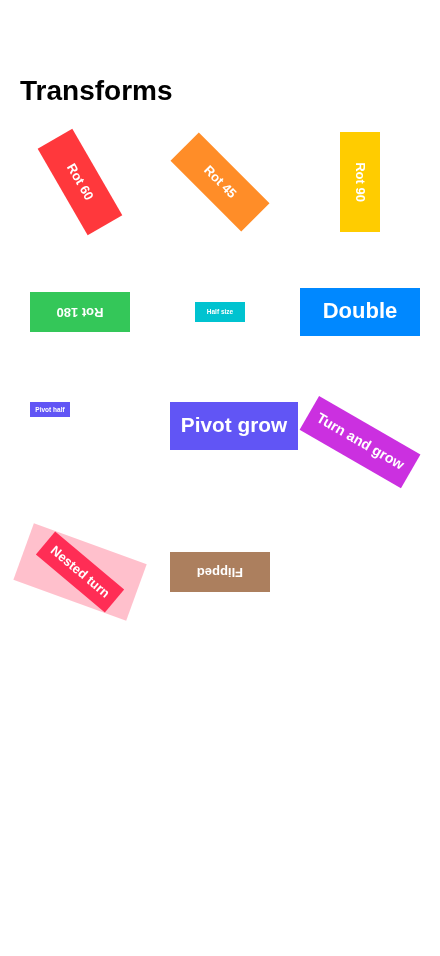 Transforms
Rot 60
Rot 45
Rot 90
Rot 180
Half size
Double
Pivot half
Pivot grow
Turn and grow
Nested turn
Flipped